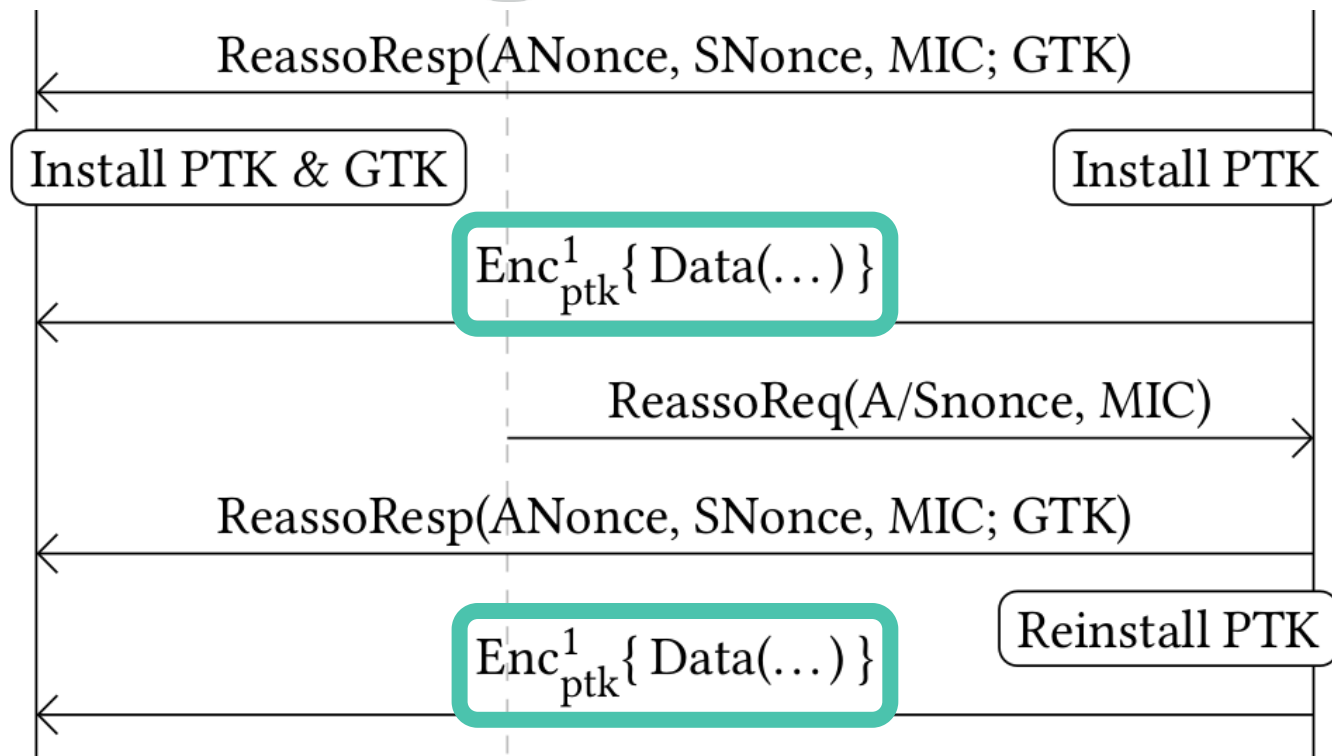 ReassoResp(ANonce, SNonce, MIC; GTK)
Install PTK & GTK
Install PTK
Enc¹ₚₜₖ{ Data(…) }
ReassoReq(A/Snonce, MIC)
ReassoResp(ANonce, SNonce, MIC; GTK)
Reinstall PTK
Enc¹ₚₜₖ{ Data(…) }